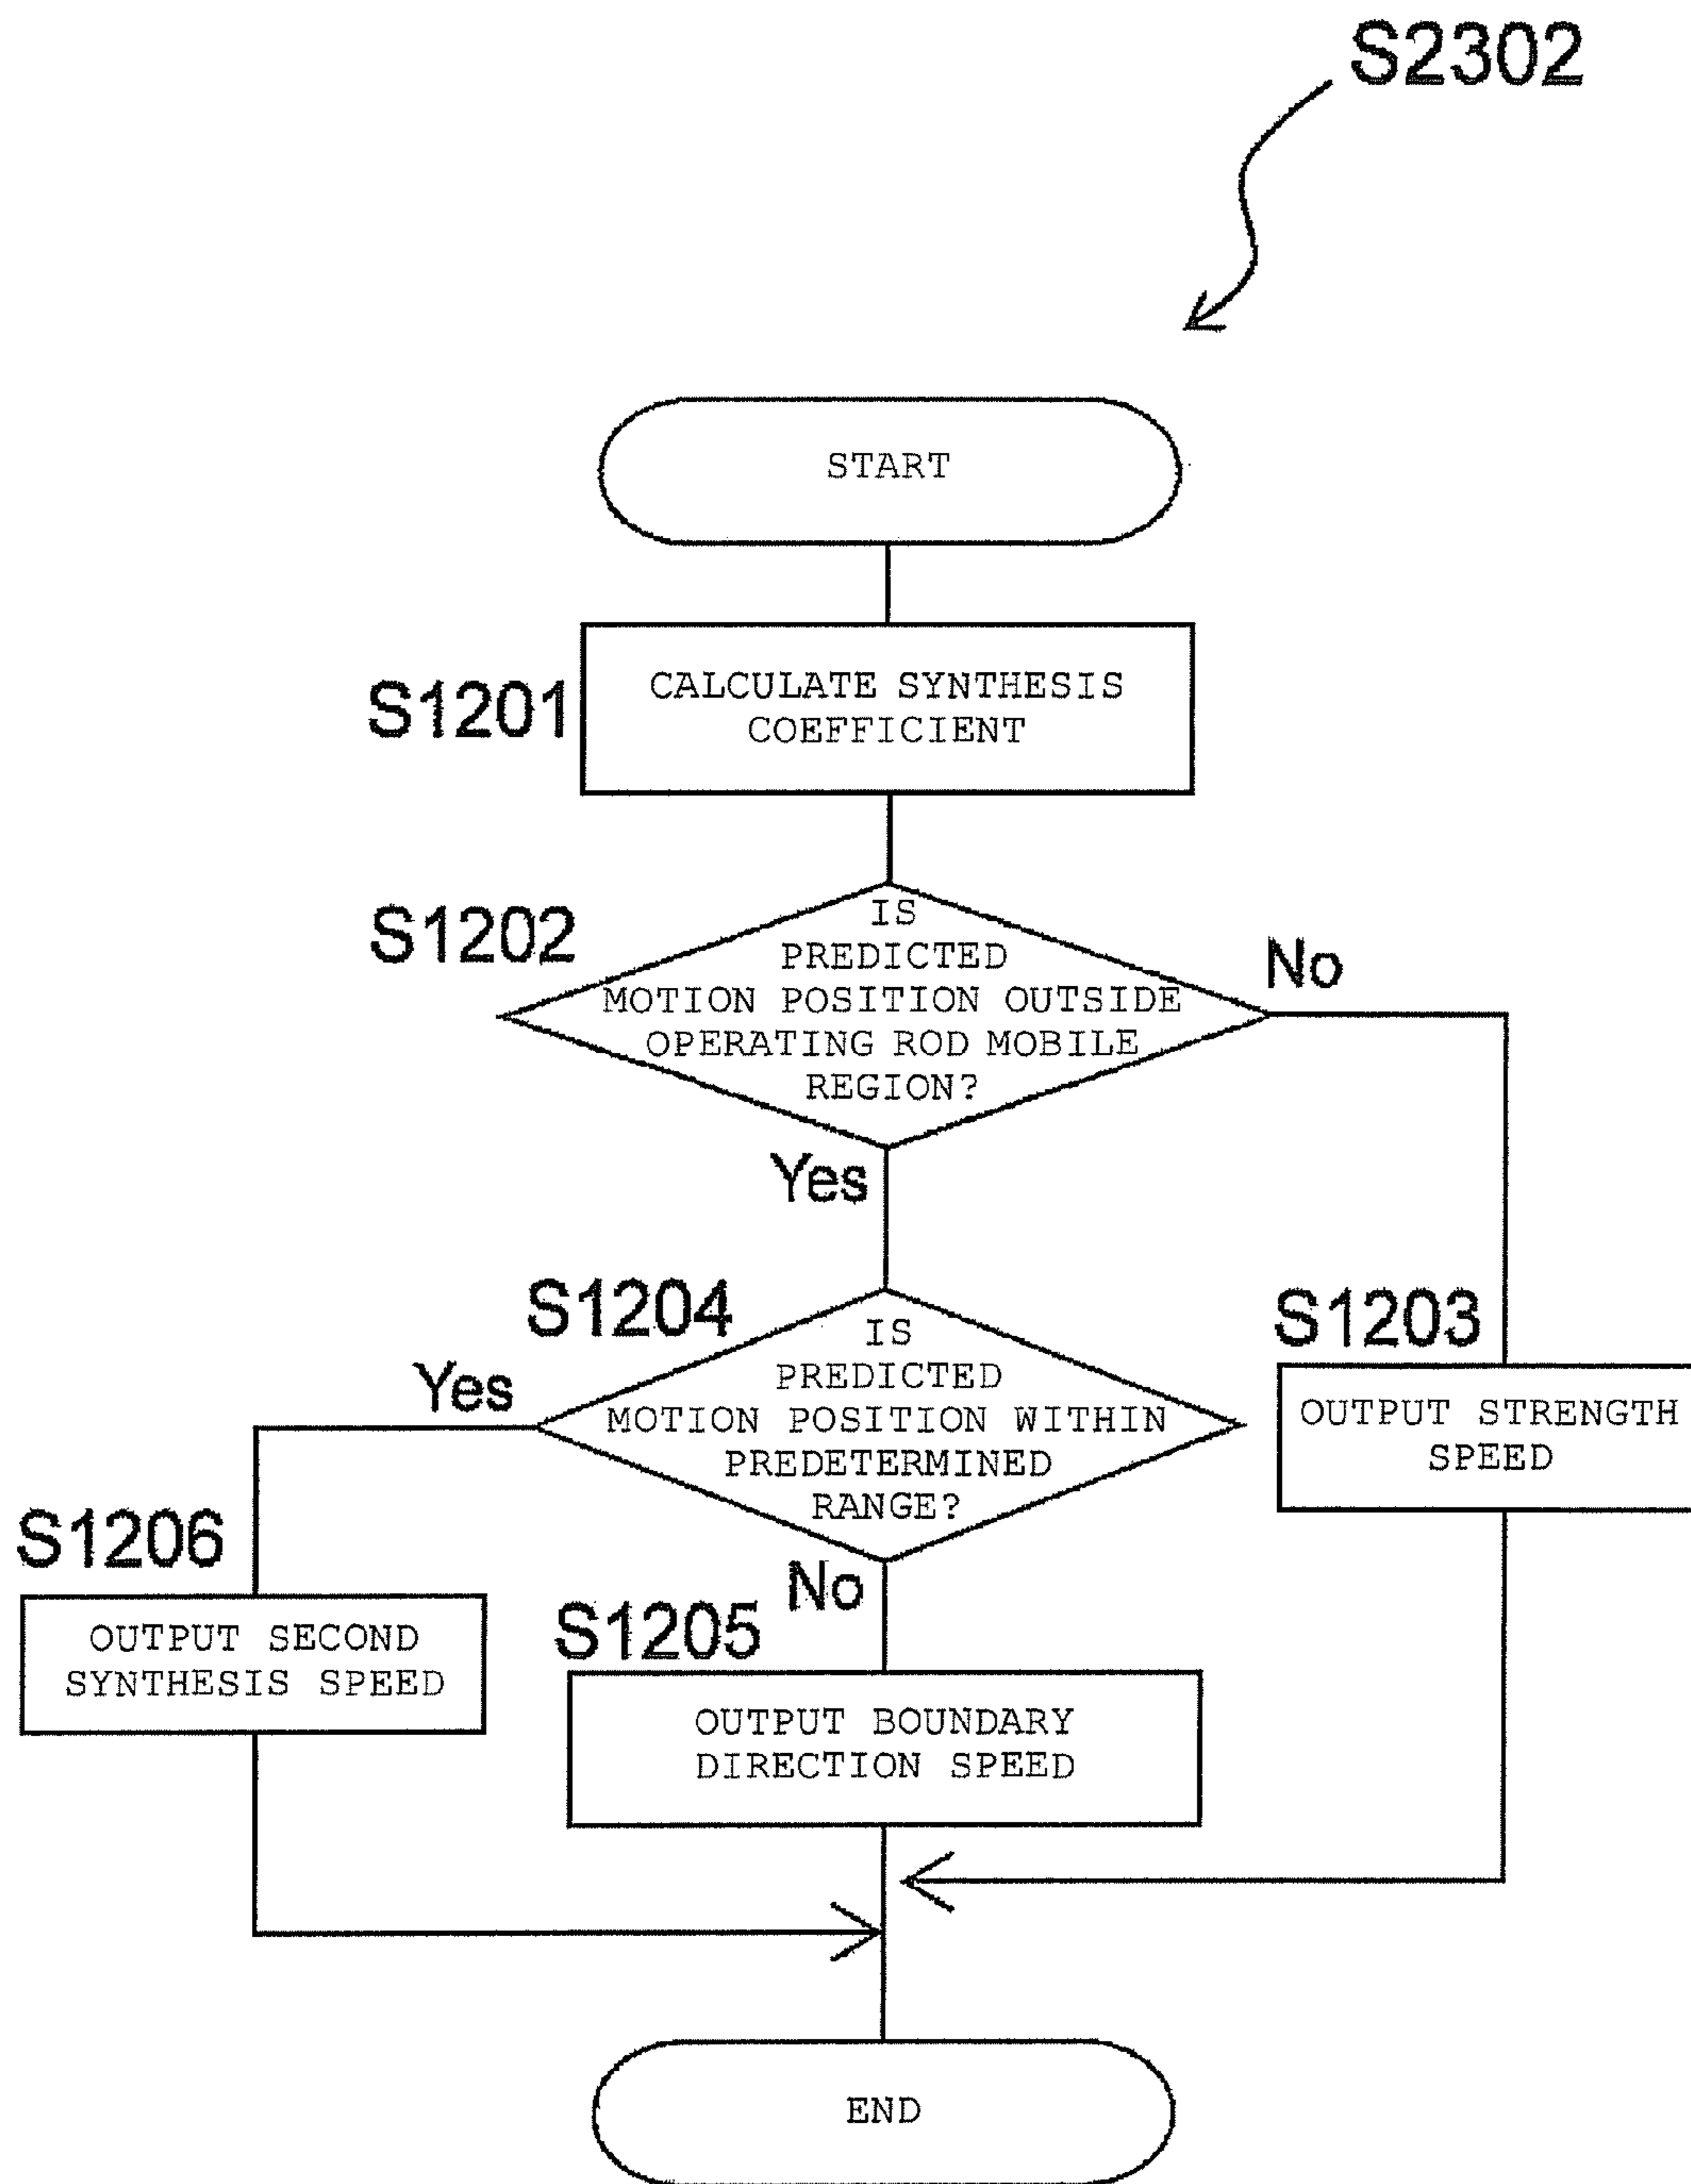 S2302
START
S1201
CALCULATE SYNTHESIS
COEFFICIENT
S1202
IS
PREDICTED
MOTION POSITION OUTSIDE
OPERATING ROD MOBILE
REGION?
No
Yes
S1204
IS
PREDICTED
MOTION POSITION WITHIN
PREDETERMINED
RANGE?
Yes
No
S1203
OUTPUT STRENGTH
SPEED
S1206
OUTPUT SECOND
SYNTHESIS SPEED
S1205
OUTPUT BOUNDARY
DIRECTION SPEED
END